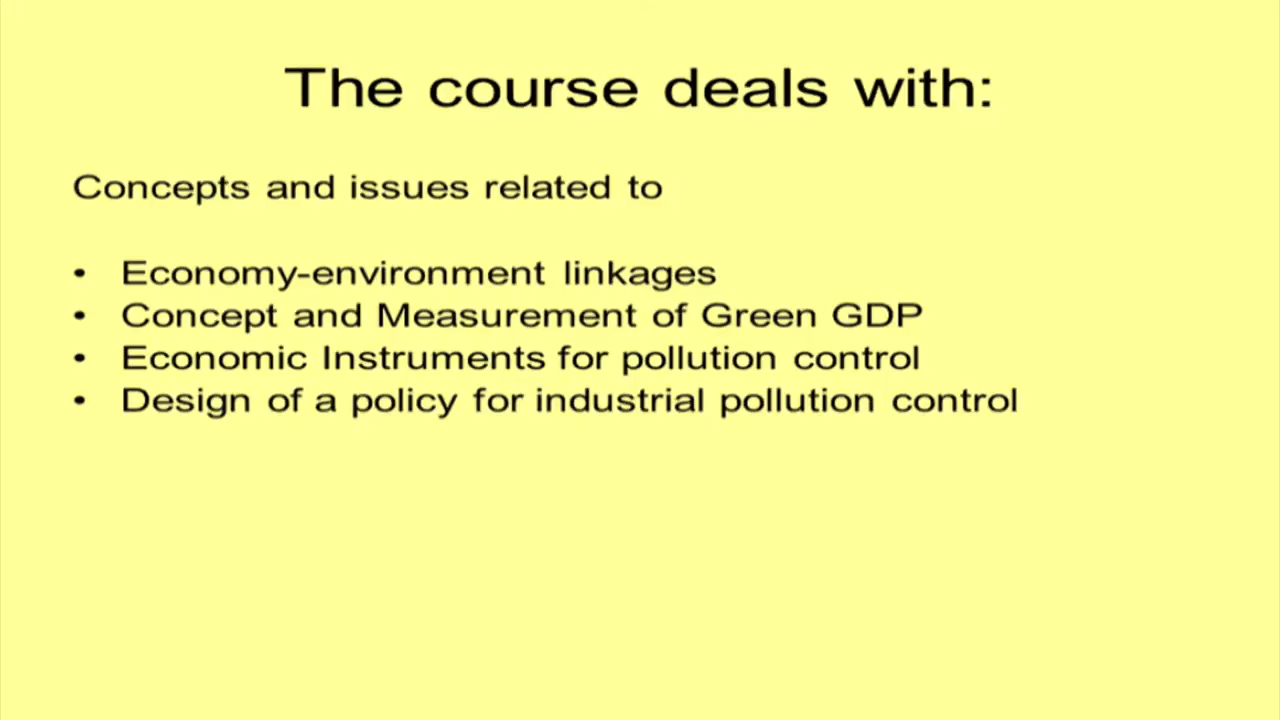 The course deals with:
Concepts and issues related to
• Economy-environment linkages
• Concept and Measurement of Green GDP
• Economic Instruments for pollution control
• Design of a policy for industrial pollution control